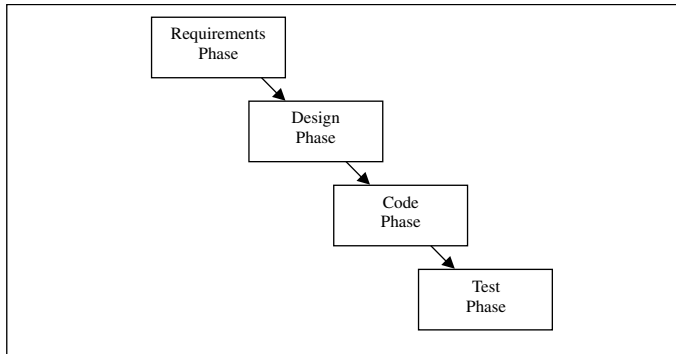 Requirements
Phase
Design
Phase
Code
Phase
Test
Phase